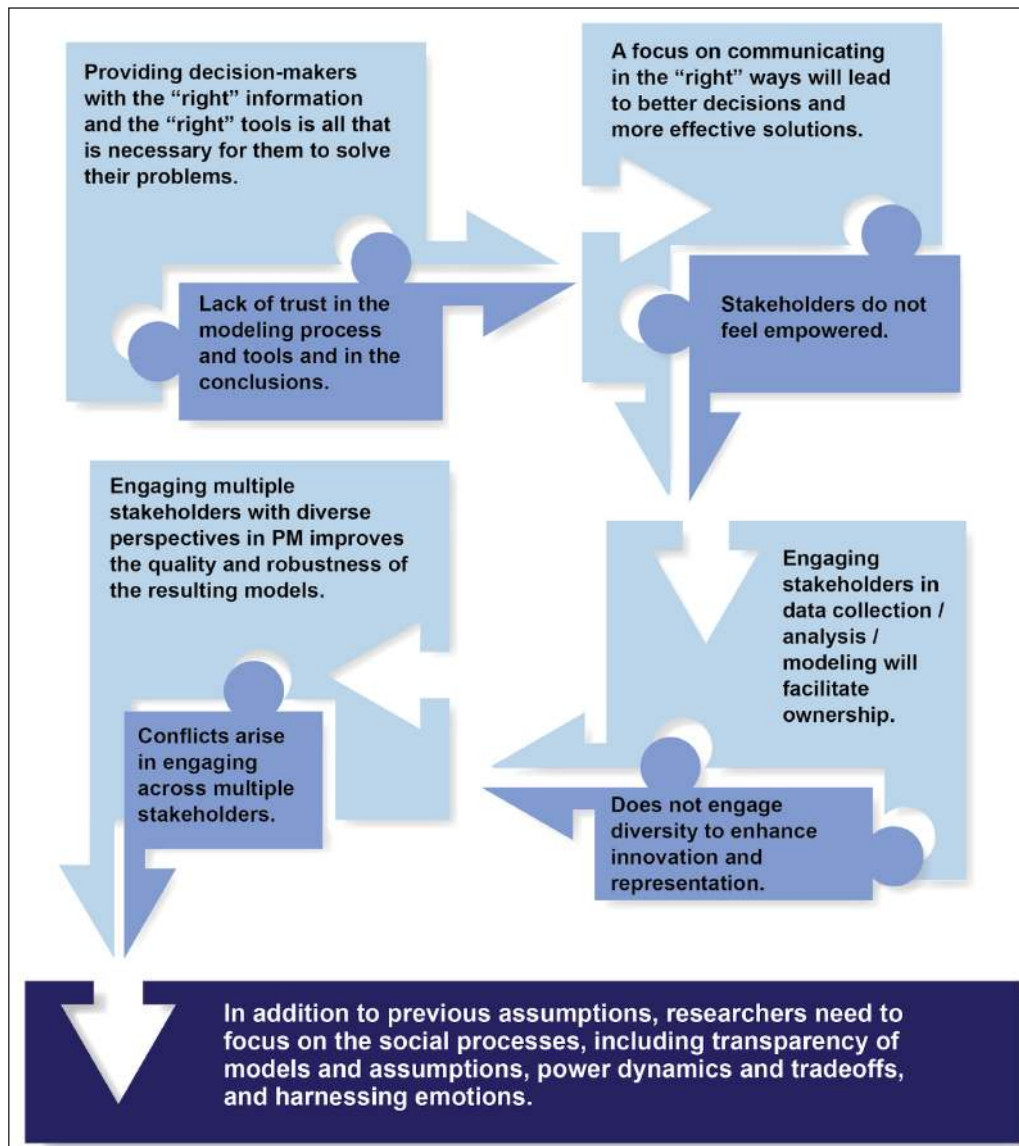 Providing decision-makers
with the “right” information
and the “right” tools is all that
is necessary for them to solve
their problems.
Lack of trust in the
modeling process
and tools and in the
conclusions.
A focus on communicating
in the “right” ways will lead
to better decisions and
more effective solutions.
Stakeholders do not
feel empowered.
Engaging
stakeholders in
data collection /
analysis /
modeling will
facilitate
ownership.
Does not engage
diversity to enhance
innovation and
representation.
Engaging multiple
stakeholders with diverse
perspectives in PM improves
the quality and robustness of
the resulting models.
Conflicts arise
in engaging
across multiple
stakeholders.
In addition to previous assumptions, researchers need to
focus on the social processes, including transparency of
models and assumptions, power dynamics and tradeoffs,
and harnessing emotions.